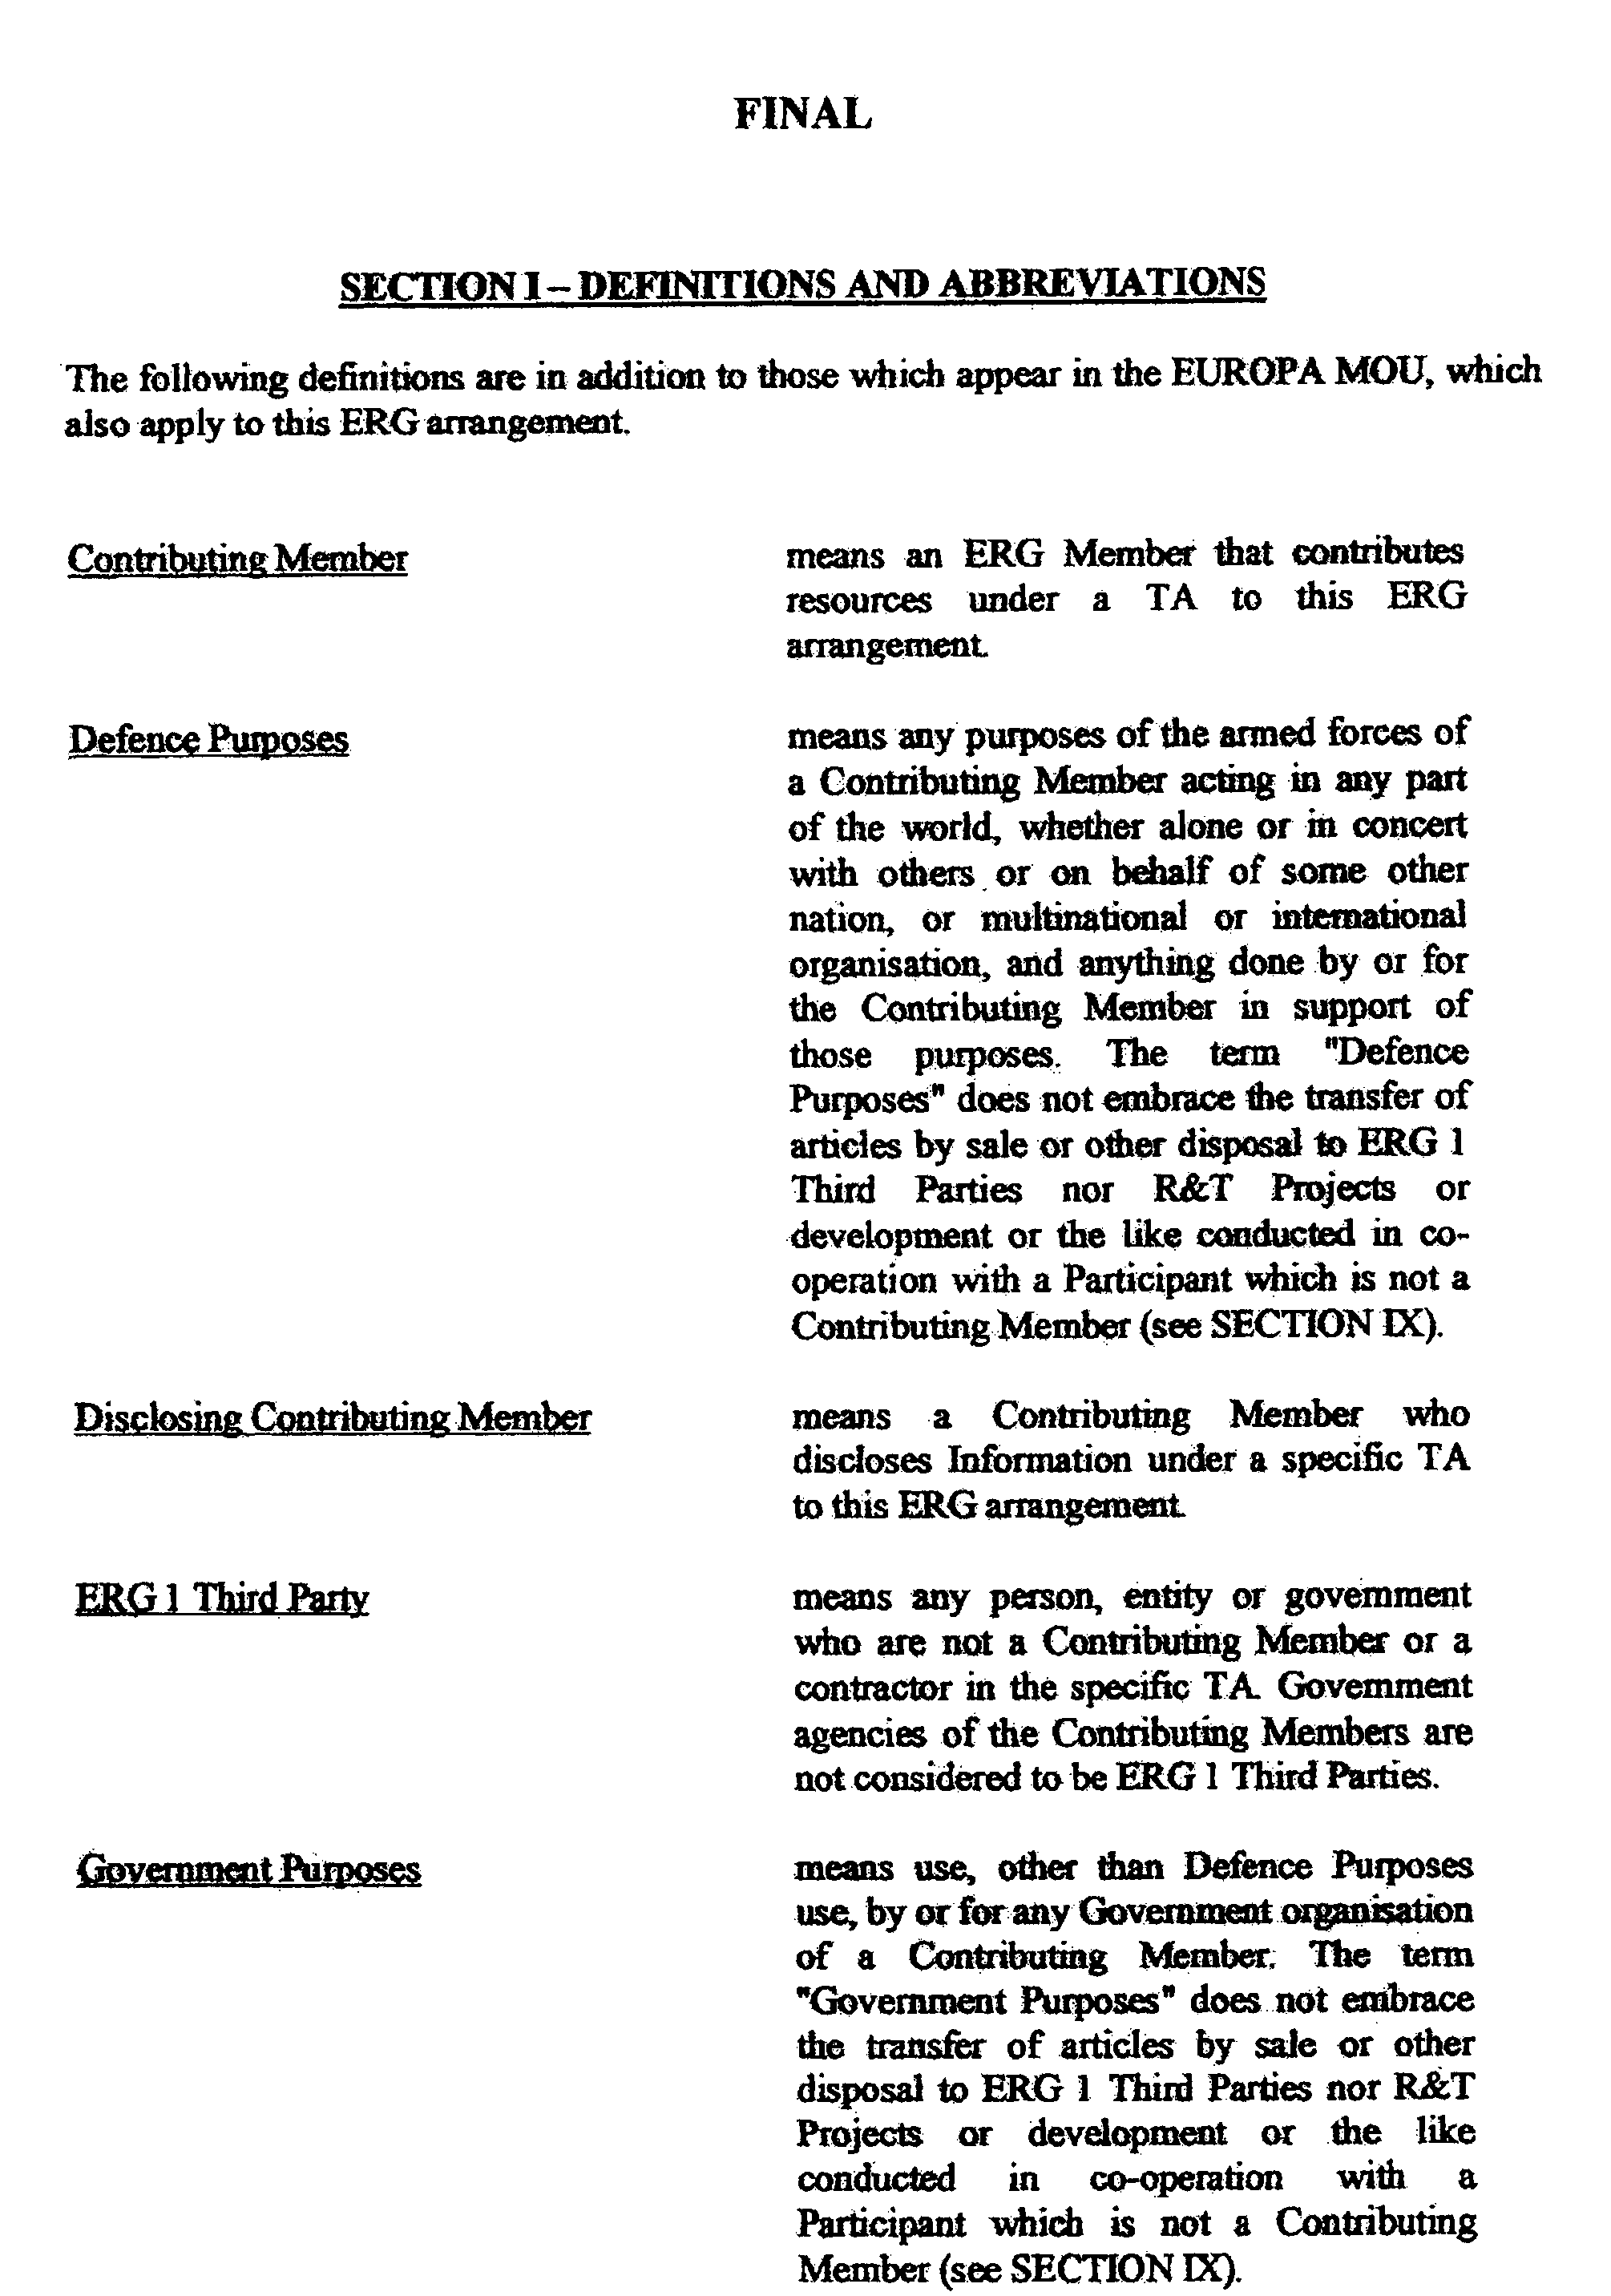 FINAL
SECTION I – DEFINITIONS AND ABBREVIATIONS
The following definitions are in addition to those which appear in the EUROPA MOU, which
also apply to this ERG arrangement.
Contributing Member
means an ERG Member that contributes
resources under a TA to this ERG
arrangement.
Defence Purposes
means any purposes of the armed forces of
a Contributing Member acting in any part
of the world, whether alone or in concert
with others or on behalf of some other
nation, or multinational or international
organisation, and anything done by or for
the Contributing Member in support of
those purposes. The term "Defence
Purposes" does not embrace the transfer of
articles by sale or other disposal to ERG 1
Third Parties nor R&T Projects or
development or the like conducted in co-
operation with a Participant which is not a
Contributing Member (see SECTION IX).
Disclosing Contributing Member
means a Contributing Member who
discloses Information under a specific TA
to this ERG arrangement.
ERG 1 Third Party
means any person, entity or government
who are not a Contributing Member or a
contractor in the specific TA. Government
agencies of the Contributing Members are
not considered to be ERG 1 Third Parties.
Government Purposes
means use, other than Defence Purposes
use, by or for any Government organisation
of a Contributing Member. The term
"Government Purposes" does not embrace
the transfer of articles by sale or other
disposal to ERG 1 Third Parties nor R&T
Projects or development or the like
conducted in co-operation with a
Participant which is not a Contributing
Member (see SECTION IX).